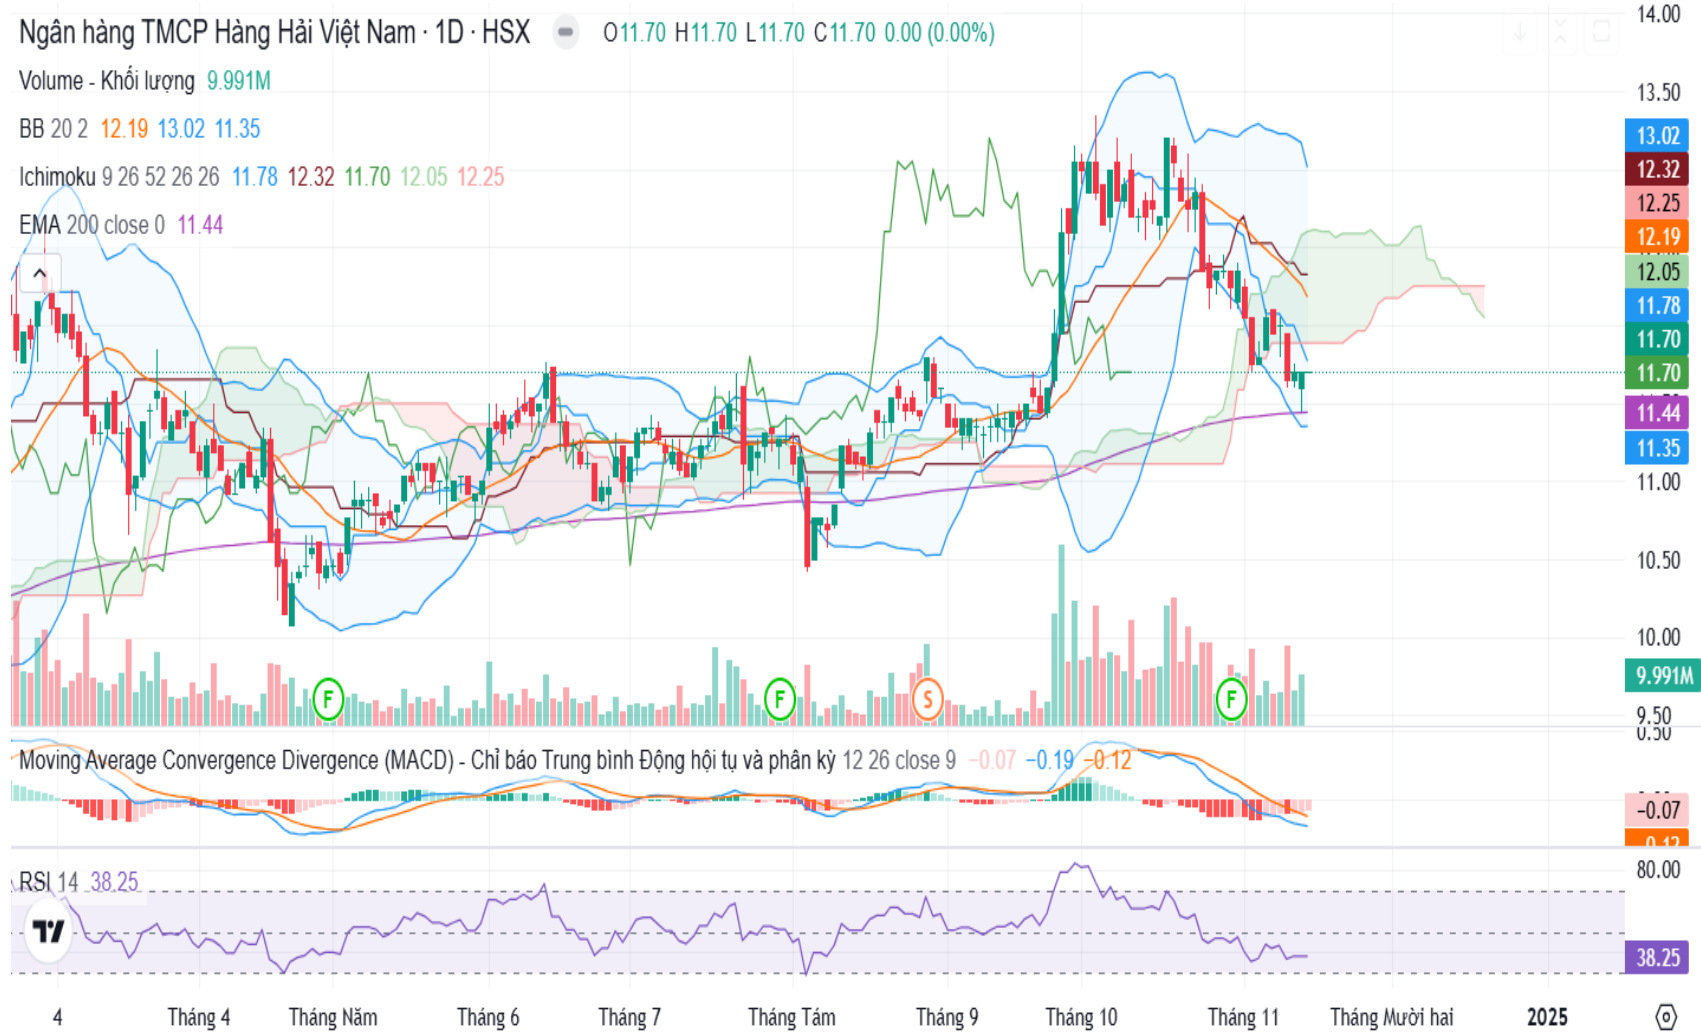 Ngân hàng TMCP Hàng Hải Việt Nam · 1D · HSX O11.70 H11.70 L11.70 C11.70 0.00 (0.00%)
Volume - Khối lượng 9.991M
BB 20 2 12.19 13.02 11.35
Ichimoku 9 26 52 26 26 11.78 12.32 11.70 12.05 12.25
EMA 200 close 0 11.44
14.00
13.50
13.02
12.32
12.25
12.19
12.05
11.78
11.70
11.70
11.44
11.35
11.00
10.50
10.00
9.991M
9.50
F
F
S
F
0.50
Moving Average Convergence Divergence (MACD) - Chỉ báo Trung bình Động hội tụ và phân kỳ 12 26 close 9 −0.07 −0.19 −0.12
−0.07
RSI 14 38.25
80.00
38.25
4 Tháng 4 Tháng Năm Tháng 6 Tháng 7 Tháng Tám Tháng 9 Tháng 10 Tháng 11 Tháng Mười hai 2025